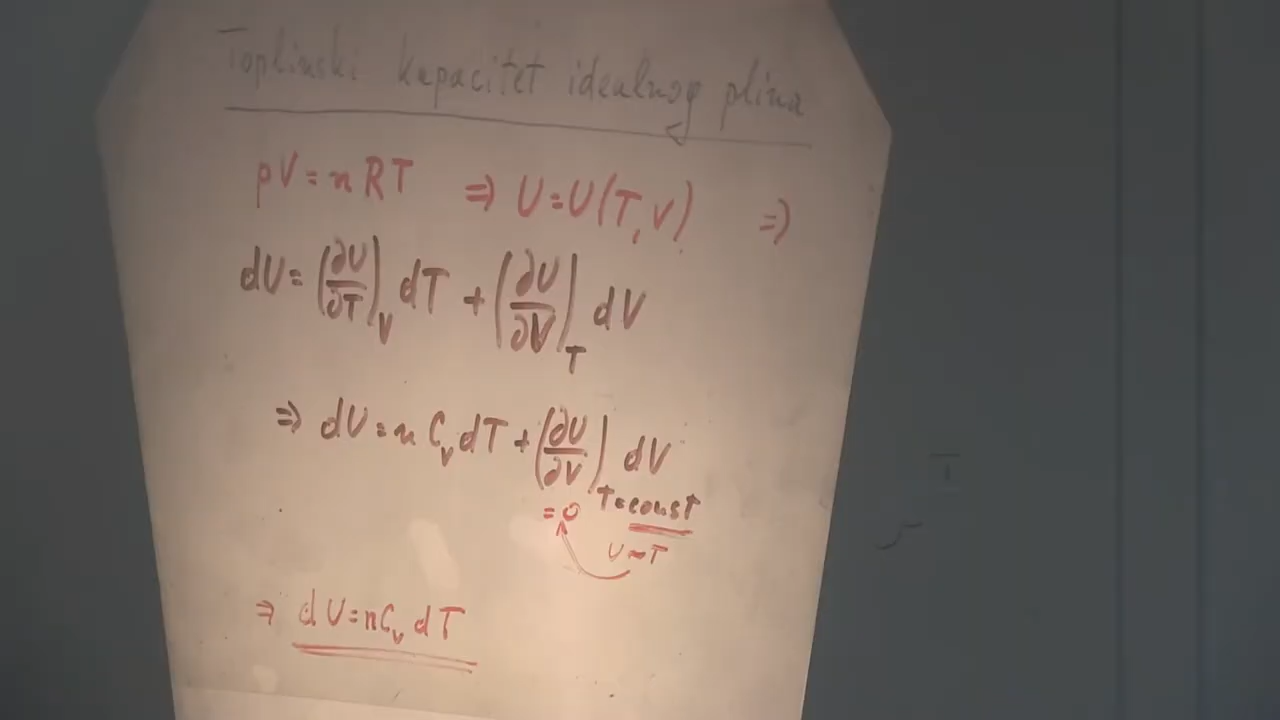 Toplinski kapacitet idealnog plina
pV = nRT ⇒ U = U(T, V) ⇒
dU = (∂U/∂T)_V dT + (∂U/∂V)_T dV
⇒ dU = n C_v dT + (∂U/∂V)_T=const dV
= 0
U ~ T
⇒ dU = nC_v dT